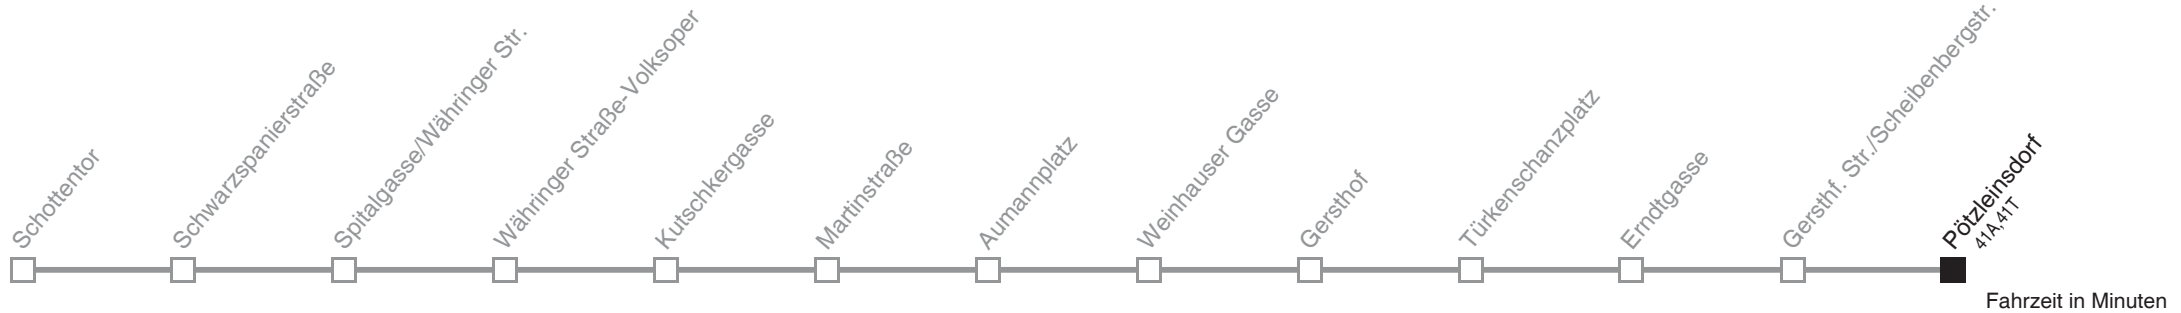 Schottentor
Schwarzspanierstraße
Spitalgasse/Währinger Str.
Währinger Straße-Volksoper
Kutschkergasse
Martinstraße
Aumannplatz
Weinhauser Gasse
Gersthof
Türkenschanzplatz
Erndtgasse
Gersthf. Str./Scheibenbergstr.
Pötzleinsdorf
41A,41T
Fahrzeit in Minuten